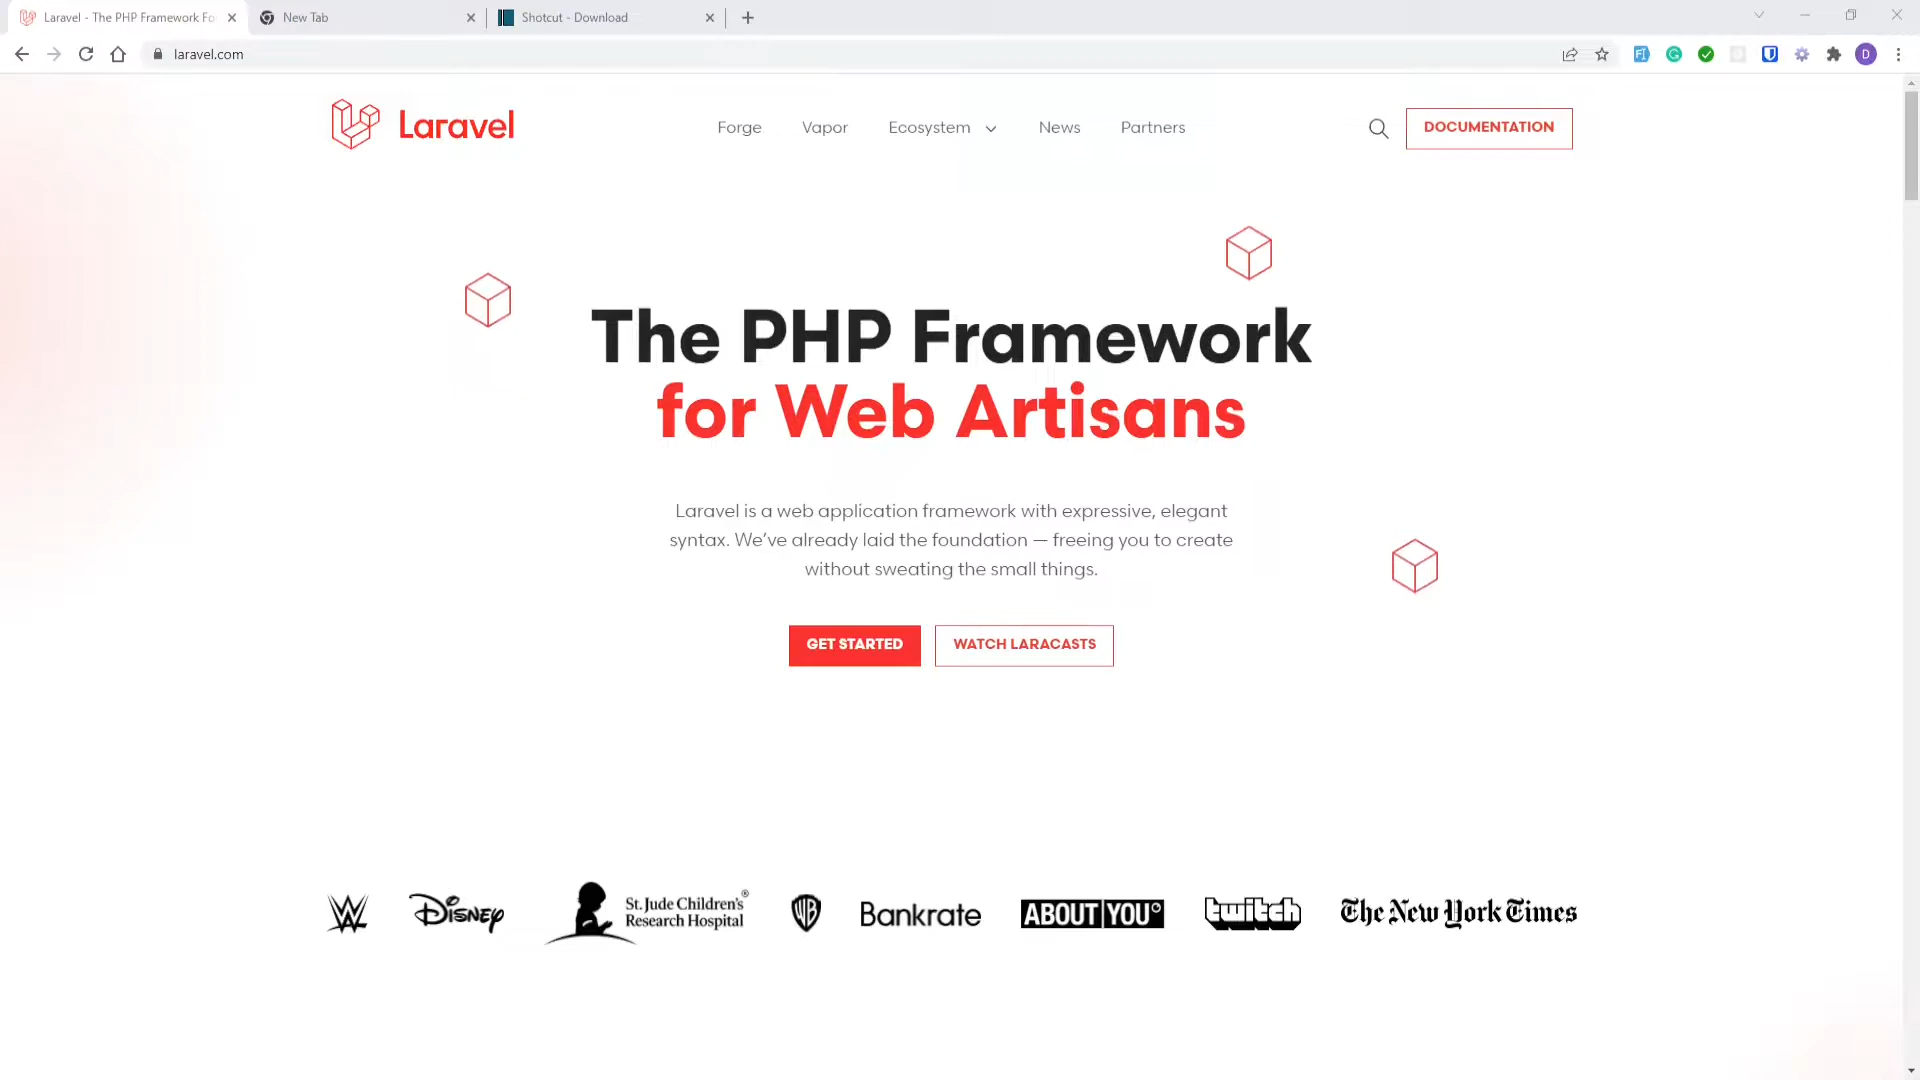 Laravel - The PHP Framework Fo
New Tab
Shotcut - Download
laravel.com
D
Laravel
Forge
Vapor
Ecosystem
News
Partners
DOCUMENTATION
The PHP Framework
for Web Artisans
Laravel is a web application framework with expressive, elegant
syntax. We’ve already laid the foundation — freeing you to create
without sweating the small things.
GET STARTED
WATCH LARACASTS
W
Disney
St. Jude Children's®
Research Hospital
WB
Bankrate
ABOUT YOU
twitch
The New York Times